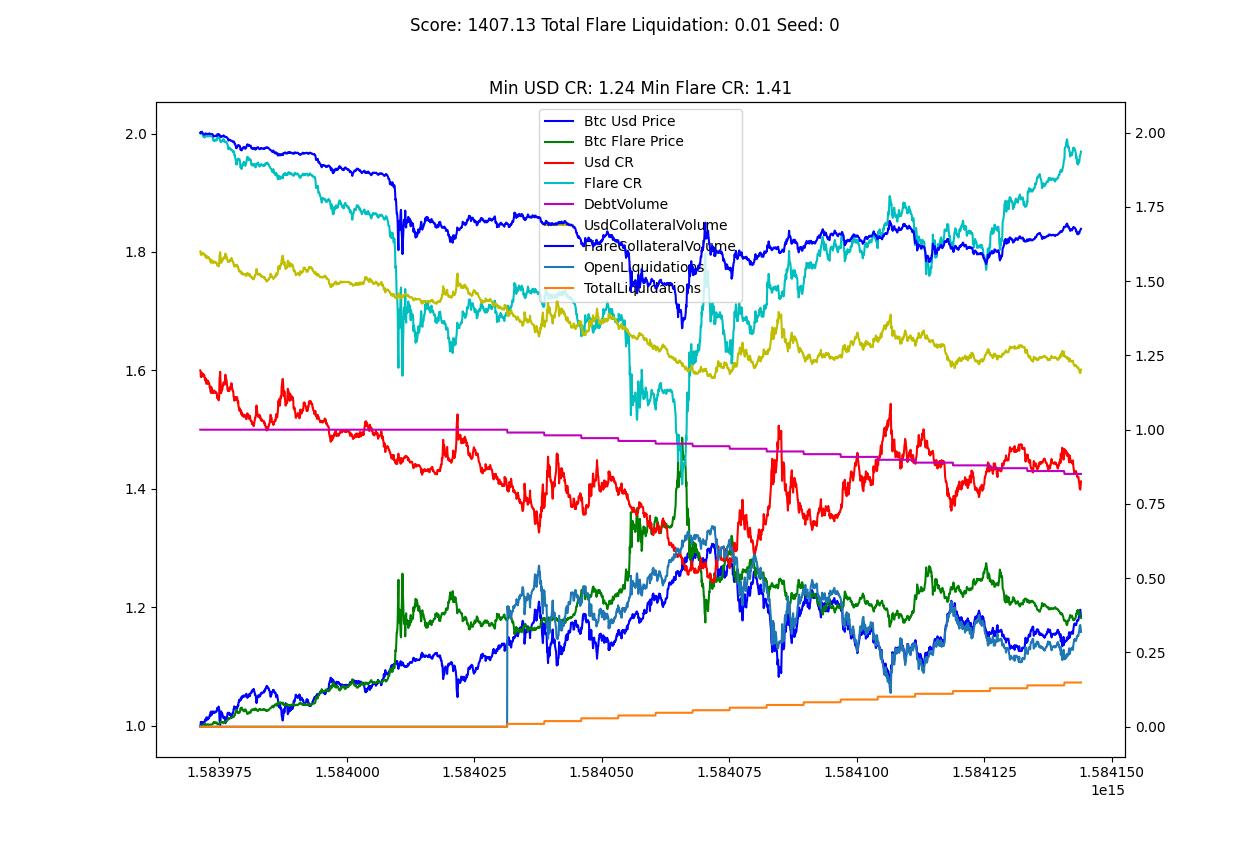 Score: 1407.13 Total Flare Liquidation: 0.01 Seed: 0
Min USD CR: 1.24 Min Flare CR: 1.41
Btc Usd Price
Btc Flare Price
Usd CR
Flare CR
DebtVolume
UsdCollateralVolume
FlareCollateralVolume
OpenLiquidations
TotalLiquidations
2.0
1.8
1.6
1.4
1.2
1.0
2.00
1.75
1.50
1.25
1.00
0.75
0.50
0.25
0.00
1.583975 1.584000 1.584025 1.584050 1.584075 1.584100 1.584125 1.584150
1e15